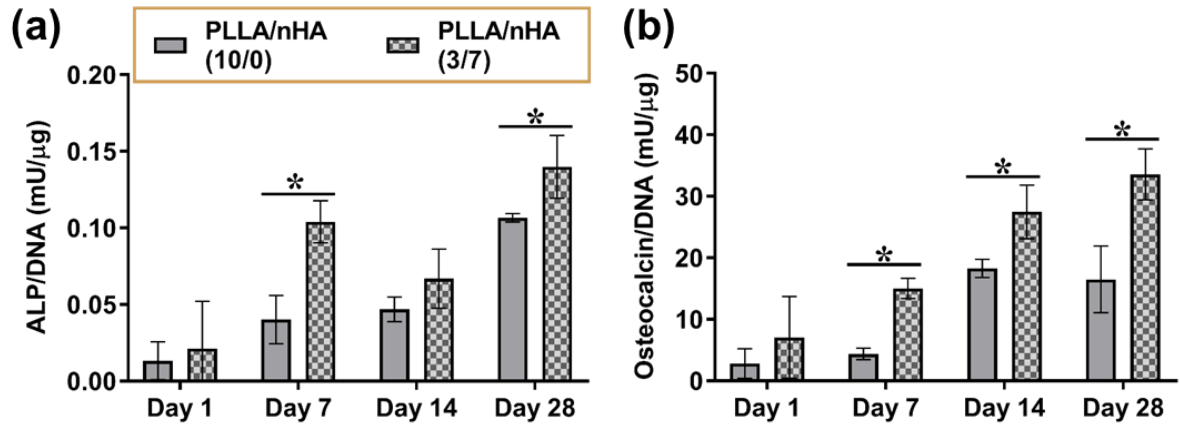 (a)
PLLA/nHA
(10/0)
PLLA/nHA
(3/7)
ALP/DNA (mU/μg)
0.20
0.15
0.10
0.05
0.00
*
*
Day 1 Day 7 Day 14 Day 28
(b)
Osteocalcin/DNA (mU/μg)
50
40
30
20
10
0
*
*
*
Day 1 Day 7 Day 14 Day 28